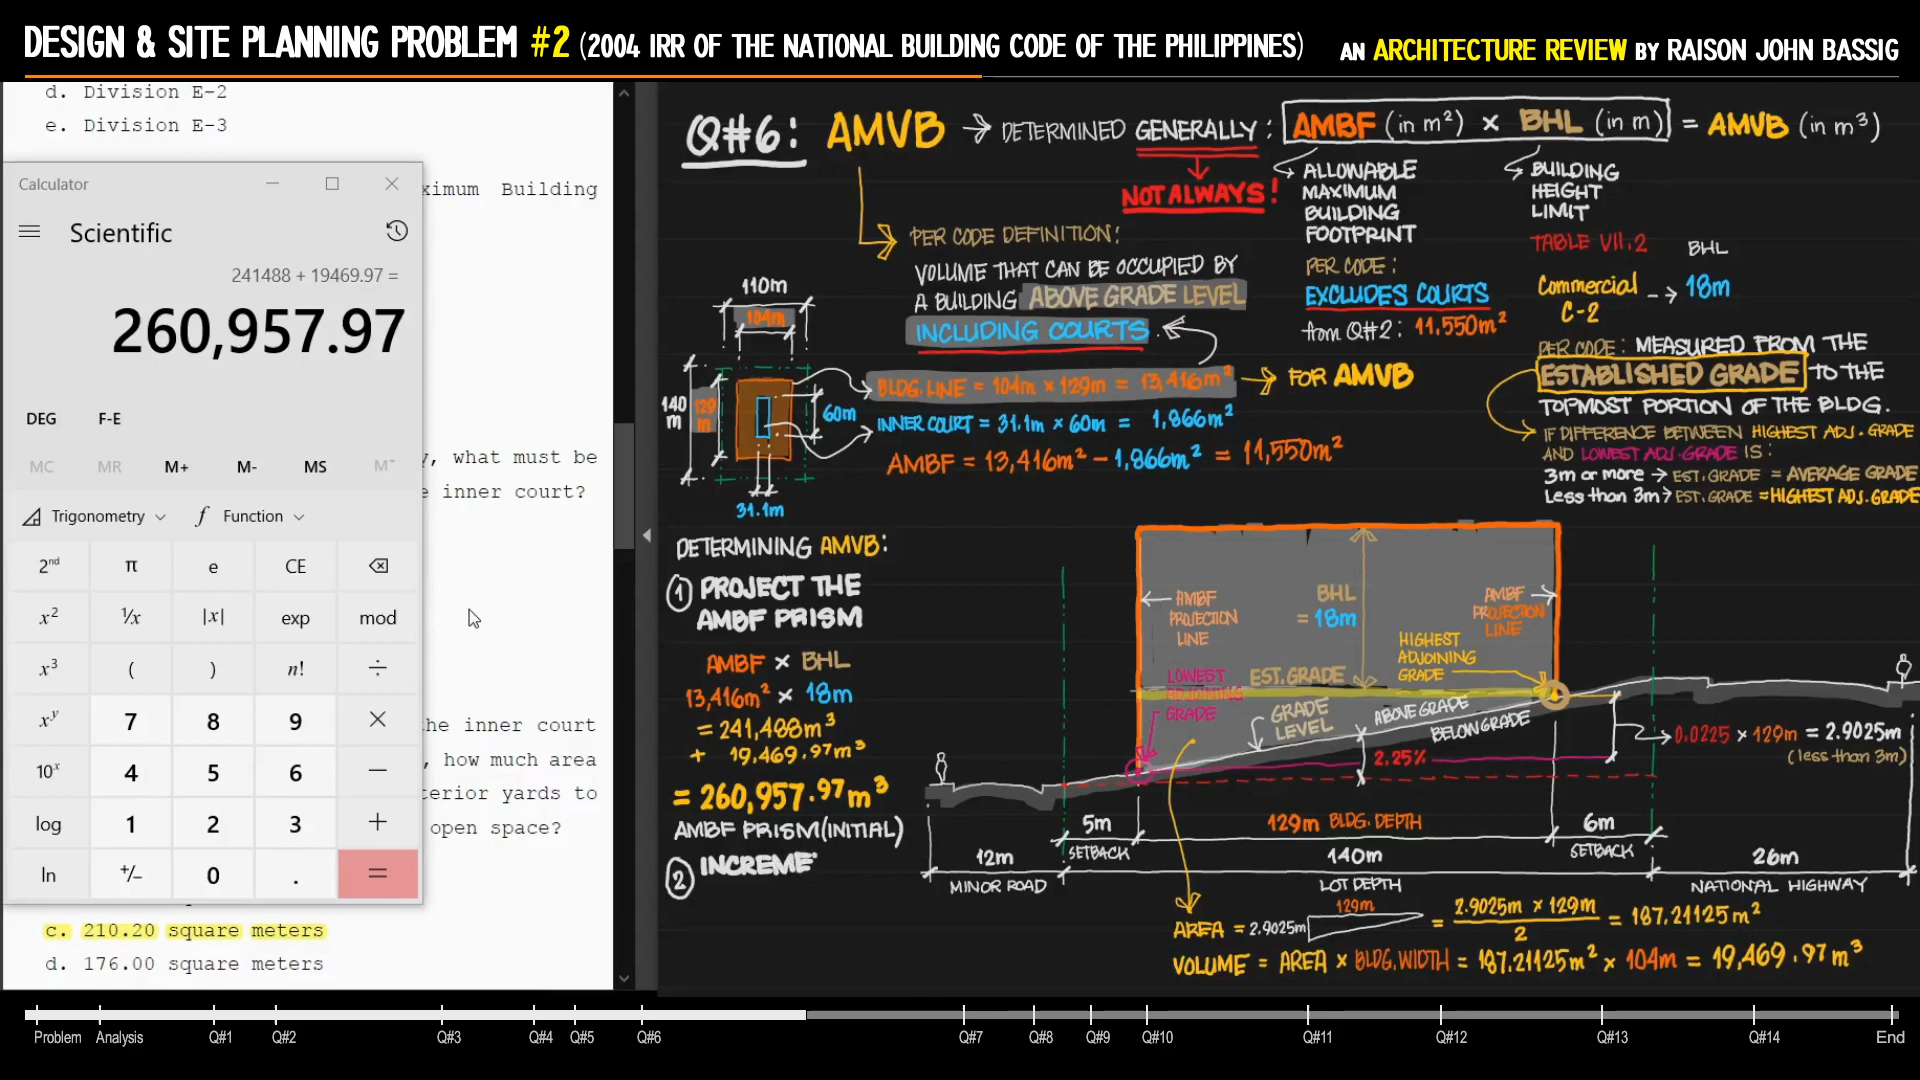 DESIGN & SITE PLANNING PROBLEM #2 (2004 IRR OF THE NATIONAL BUILDING CODE OF THE PHILIPPINES)
AN ARCHITECTURE REVIEW BY RAISON JOHN BASSIG
d. Division E-2
e. Division E-3
ximum Building
y, what must be
e inner court?
the inner court
, how much area
terior yards to
open space?
c. 210.20 square meters
d. 176.00 square meters
Calculator
Scientific
241488 + 19469.97 =
260,957.97
DEG F-E
MC MR M+ M- MS M˅
Trigonometry Function
2nd π e CE
x² ¹/x |x| exp mod
x³ ( ) n! ÷
xʸ 7 8 9 ×
10ˣ 4 5 6 −
log 1 2 3 +
ln +/− 0 . =
Q#6: AMVB → DETERMINED GENERALLY: AMBF (in m²) × BHL (in m) = AMVB (in m³)
NOT ALWAYS!
ALLOWABLE
MAXIMUM
BUILDING
FOOTPRINT
PER CODE:
EXCLUDES COURTS
from Q#2: 11,550m²
BUILDING
HEIGHT
LIMIT
TABLE VII.2 BHL
Commercial → 18m
C-2
PER CODE: MEASURED FROM THE
ESTABLISHED GRADE TO THE
TOPMOST PORTION OF THE BLDG.
IF DIFFERENCE BETWEEN HIGHEST ADJ. GRADE
AND LOWEST ADJ. GRADE IS:
3m or more → EST. GRADE = AVERAGE GRADE
Less than 3m → EST. GRADE = HIGHEST ADJ. GRADE
PER CODE DEFINITION:
VOLUME THAT CAN BE OCCUPIED BY
A BUILDING ABOVE GRADE LEVEL
INCLUDING COURTS.
110m
104m
140
m
129
m
60m
31.1m
BLDG. LINE = 104m × 129m = 13,416m² → FOR AMVB
INNER COURT = 31.1m × 60m = 1,866m²
AMBF = 13,416m² − 1,866m² = 11,550m²
DETERMINING AMVB:
① PROJECT THE
AMBF PRISM
AMBF × BHL
13,416m² × 18m
= 241,488m³
+ 19,469.97m³
= 260,957.97m³
AMBF PRISM (INITIAL)
② INCREME
AMBF
PROJECTION
LINE
BHL
= 18m
AMBF
PROJECTION
LINE
HIGHEST
ADJOINING
GRADE
LOWEST
ADJOINING
GRADE
EST. GRADE
GRADE
LEVEL
ABOVE GRADE
BELOW GRADE
2.25%
0.0225 × 129m = 2.9025m
(less than 3m)
5m
SETBACK
129m BLDG. DEPTH
6m
SETBACK
12m
MINOR ROAD
140m
LOT DEPTH
26m
NATIONAL HIGHWAY
129m
AREA = 2.9025m = 2.9025m × 129m / 2 = 187.21125m²
VOLUME = AREA × BLDG. WIDTH = 187.21125m² × 104m = 19,469.97m³
Problem Analysis Q#1 Q#2 Q#3 Q#4 Q#5 Q#6 Q#7 Q#8 Q#9 Q#10 Q#11 Q#12 Q#13 Q#14 End